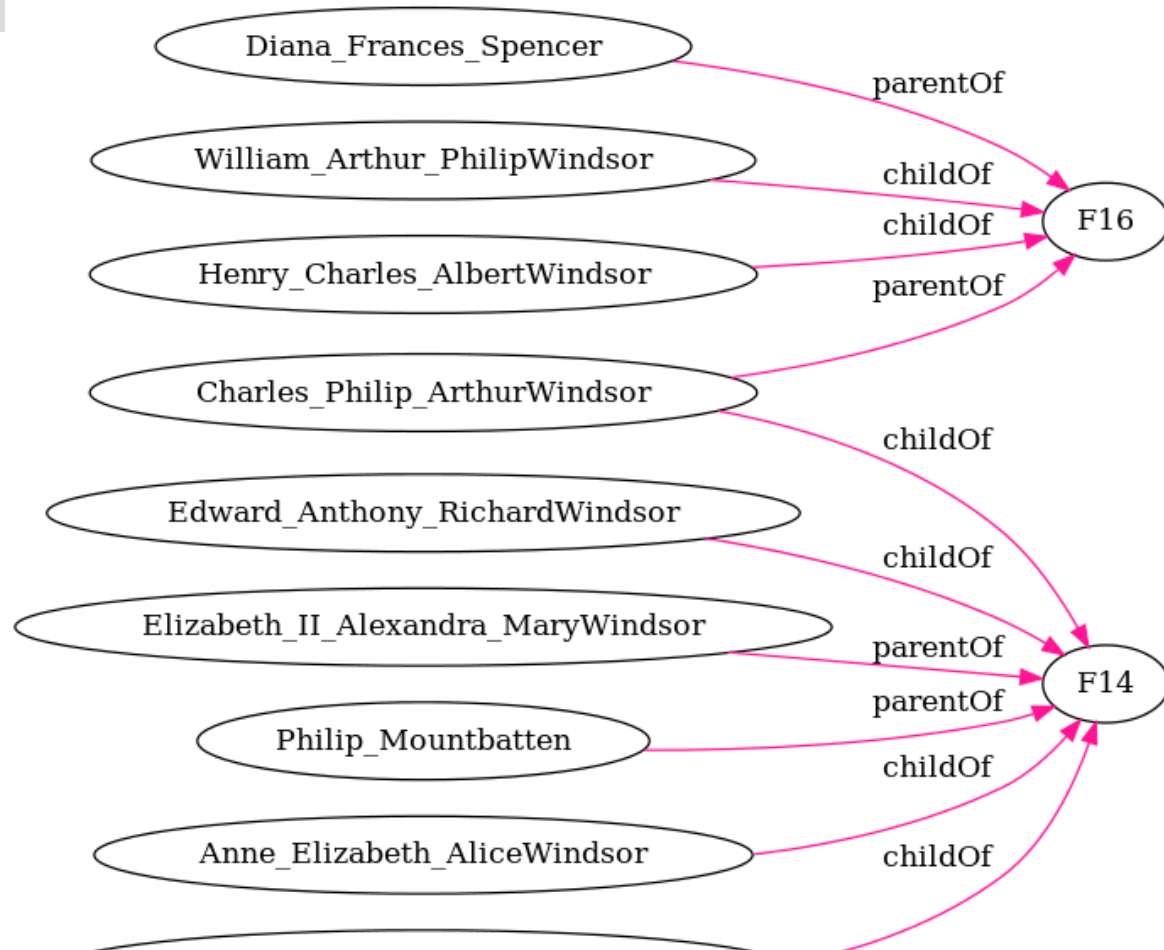 Diana_Frances_Spencer
parentOf
William_Arthur_PhilipWindsor
childOf
F16
childOf
Henry_Charles_AlbertWindsor
parentOf
Charles_Philip_ArthurWindsor
childOf
Edward_Anthony_RichardWindsor
childOf
Elizabeth_II_Alexandra_MaryWindsor
parentOf
F14
parentOf
Philip_Mountbatten
childOf
Anne_Elizabeth_AliceWindsor
childOf